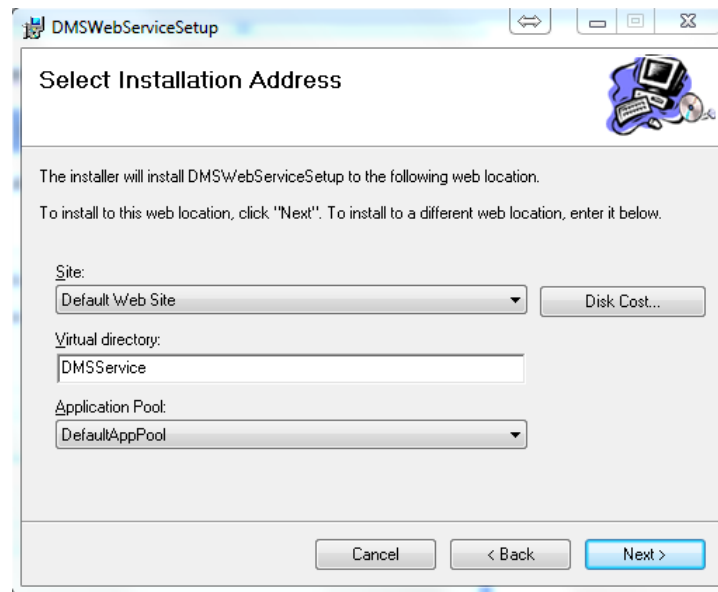 DMSWebServiceSetup
Select Installation Address
The installer will install DMSWebServiceSetup to the following web location.
To install to this web location, click "Next". To install to a different web location, enter it below.
Site:
Default Web Site
Disk Cost...
Virtual directory:
DMSService
Application Pool:
DefaultAppPool
Cancel
< Back
Next >